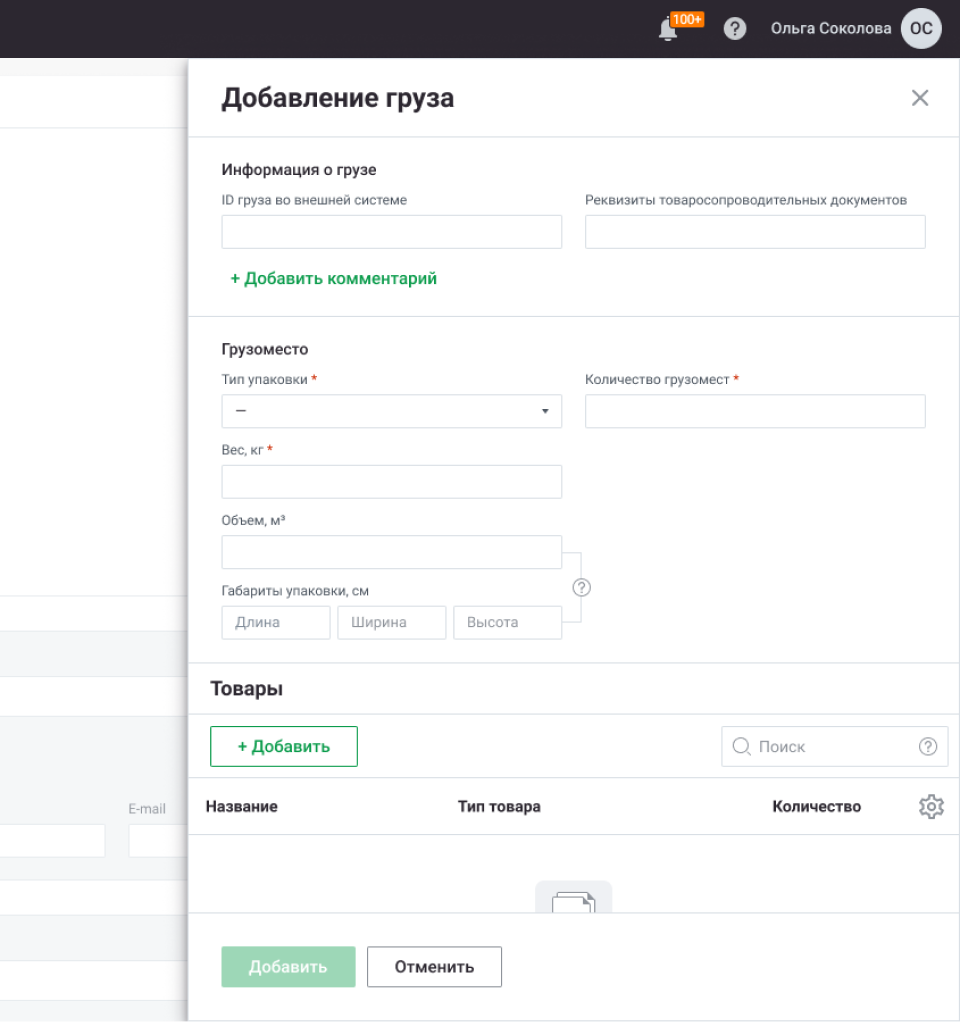 100+
?
Ольга Соколова
ОС
Добавление груза
Информация о грузе
ID груза во внешней системе
Реквизиты товаросопроводительных документов
+ Добавить комментарий
Грузоместо
Тип упаковки *
Количество грузомест *
—
Вес, кг *
Объем, м³
?
Габариты упаковки, см
Длина
Ширина
Высота
Товары
+ Добавить
Поиск
?
E-mail
Название
Тип товара
Количество
Добавить
Отменить